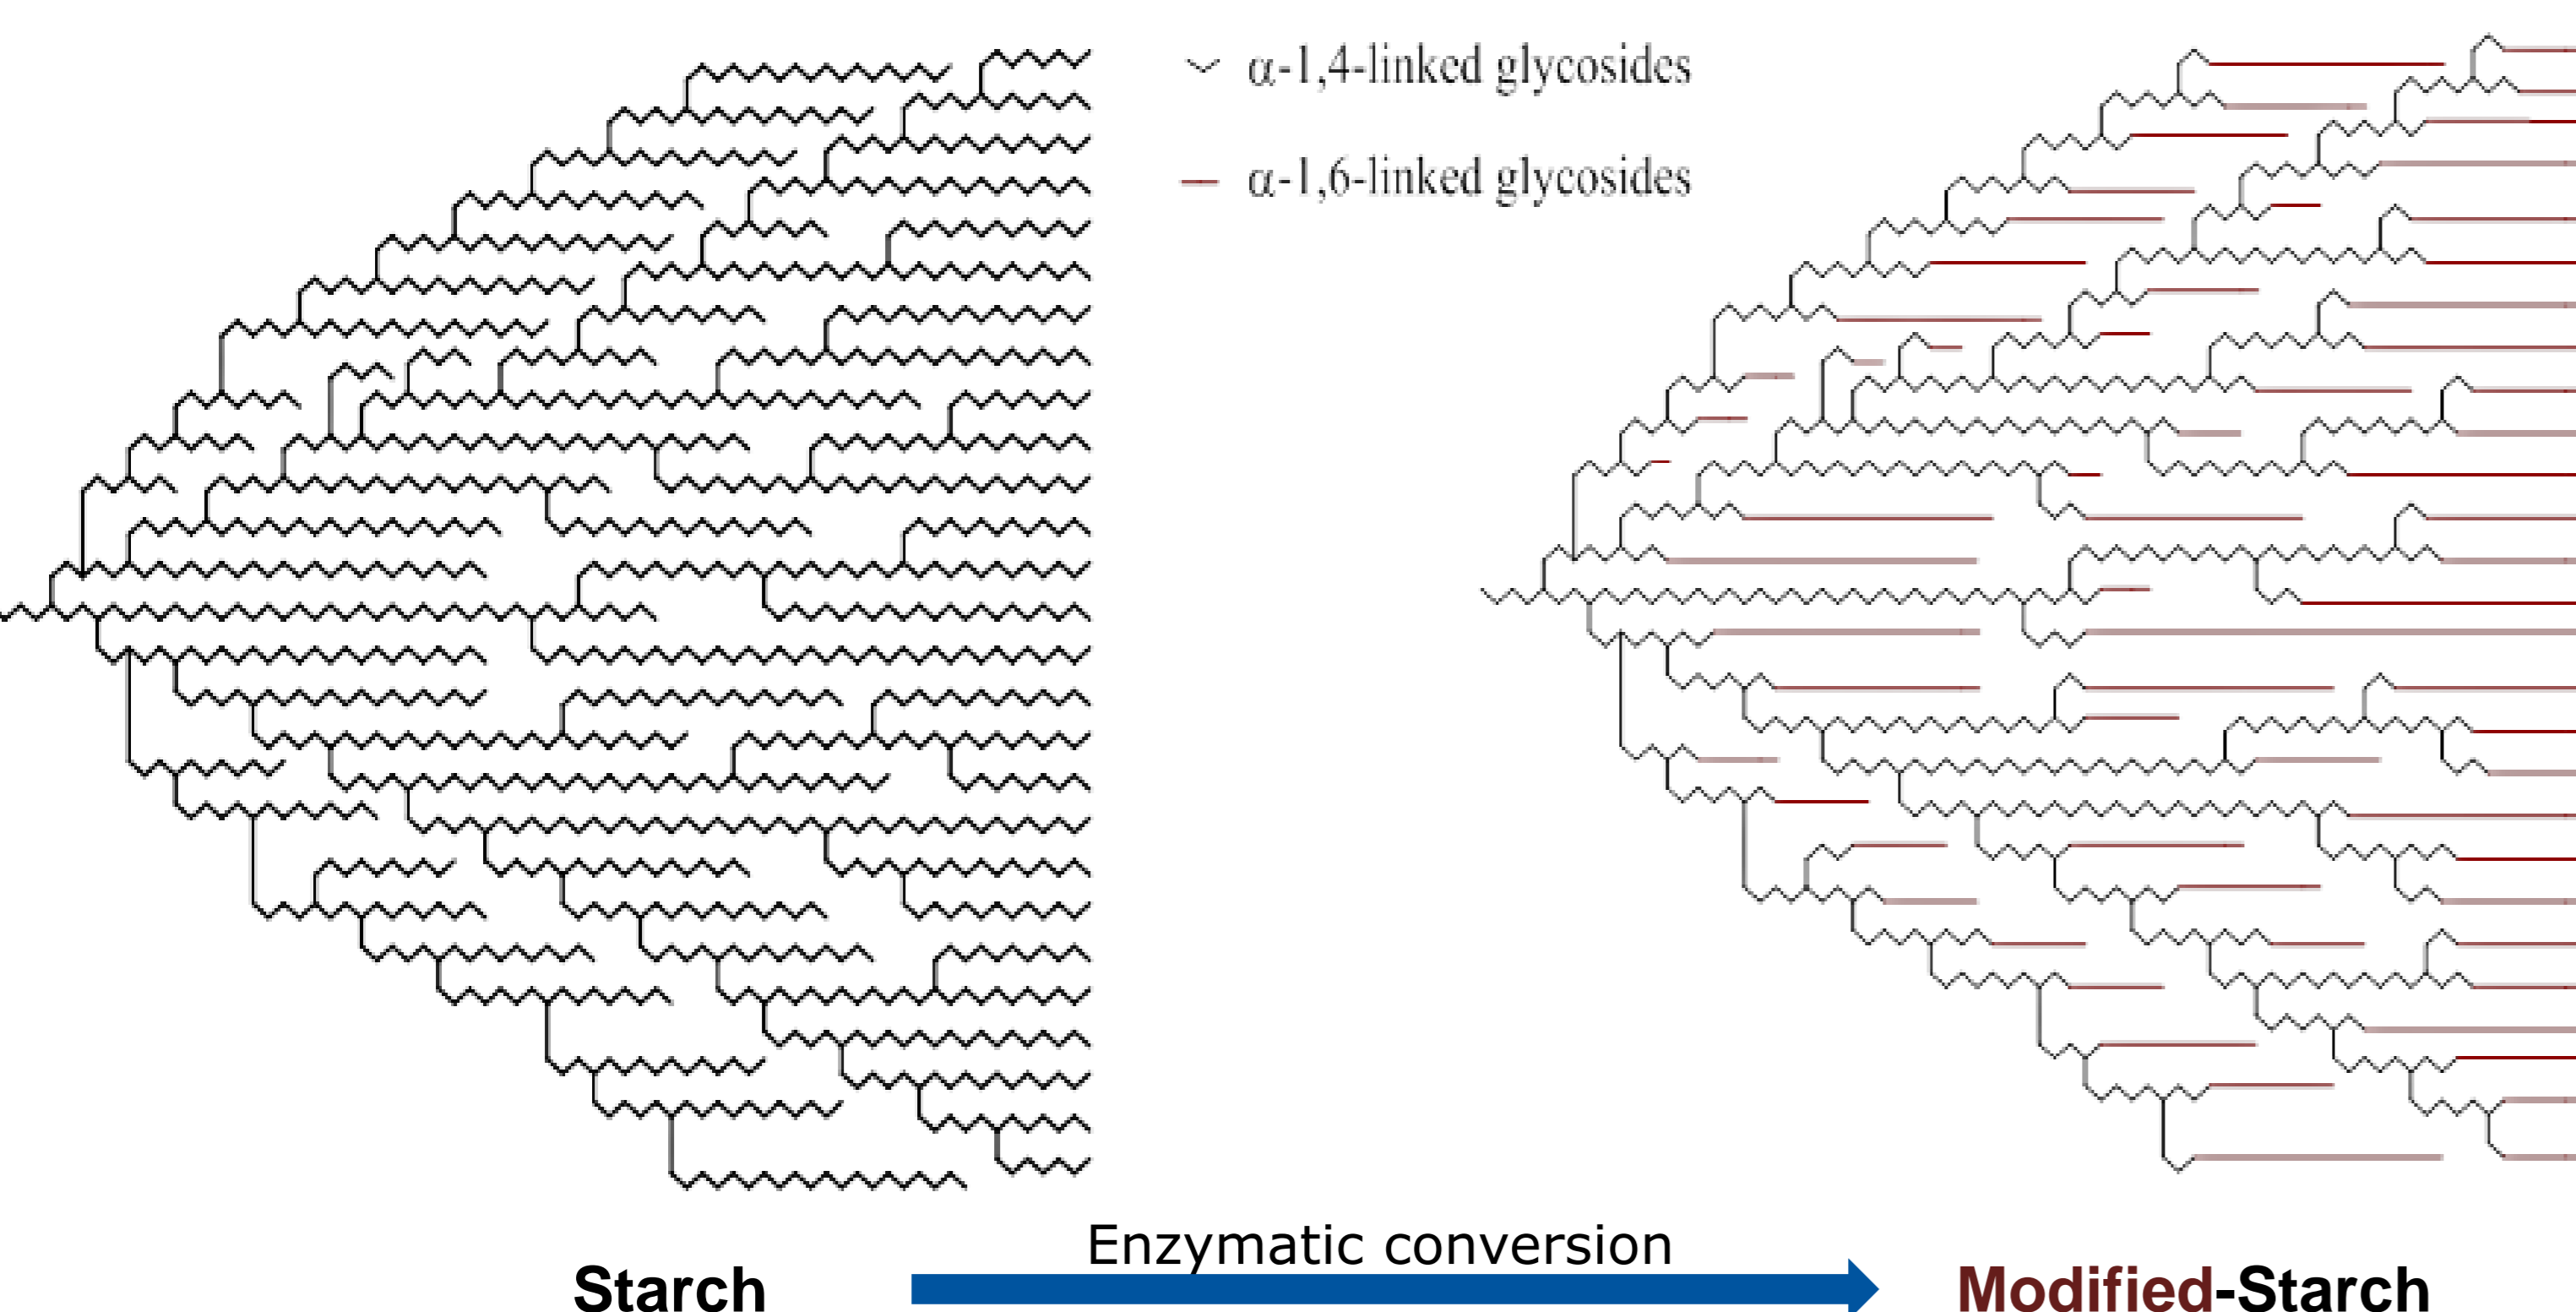 α-1,4-linked glycosides
α-1,6-linked glycosides
Enzymatic conversion
Starch
Modified-Starch